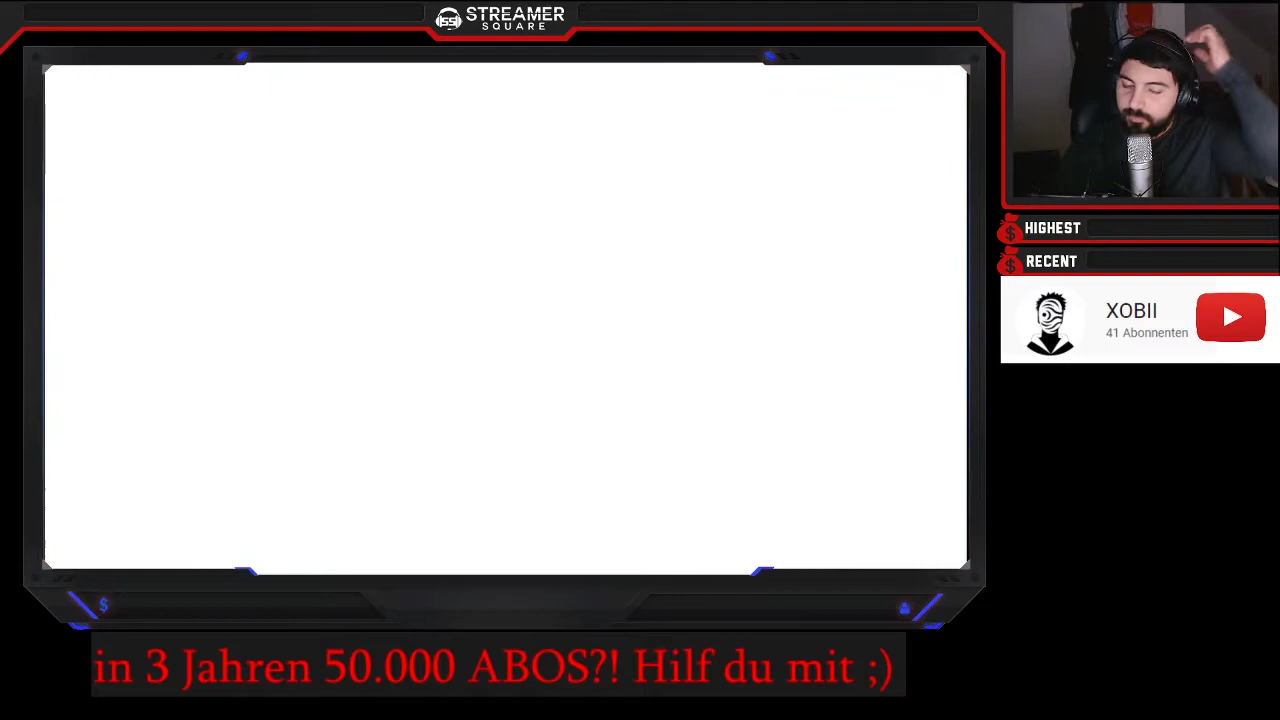 STREAMER
SQUARE
HIGHEST
RECENT
XOBII
41 Abonnenten
in 3 Jahren 50.000 ABOS?! Hilf du mit ;)